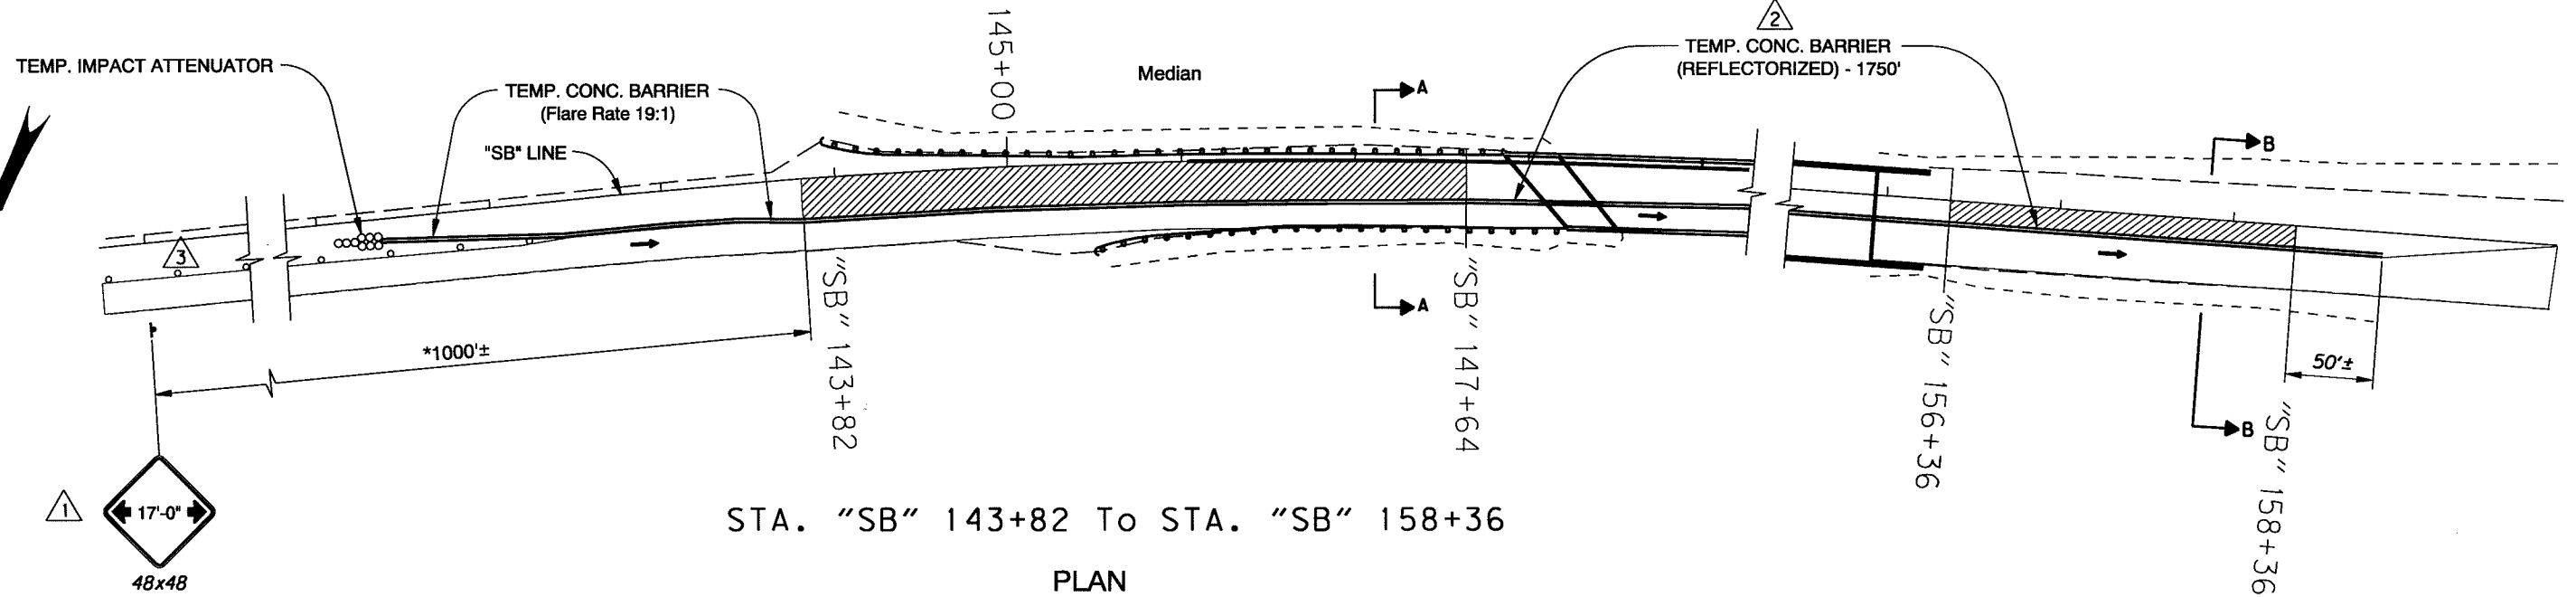 TEMP. IMPACT ATTENUATOR
TEMP. CONC. BARRIER
(Flare Rate 19:1)
"SB" LINE
145+00
Median
2
TEMP. CONC. BARRIER
(REFLECTORIZED) - 1750'
A
B
3
*1000'±
"SB" 143+82
A
"SB" 147+64
"SB" 156+36
B
50'±
"SB" 158+36
1
17'-0"
48x48
STA. "SB" 143+82 To STA. "SB" 158+36
PLAN